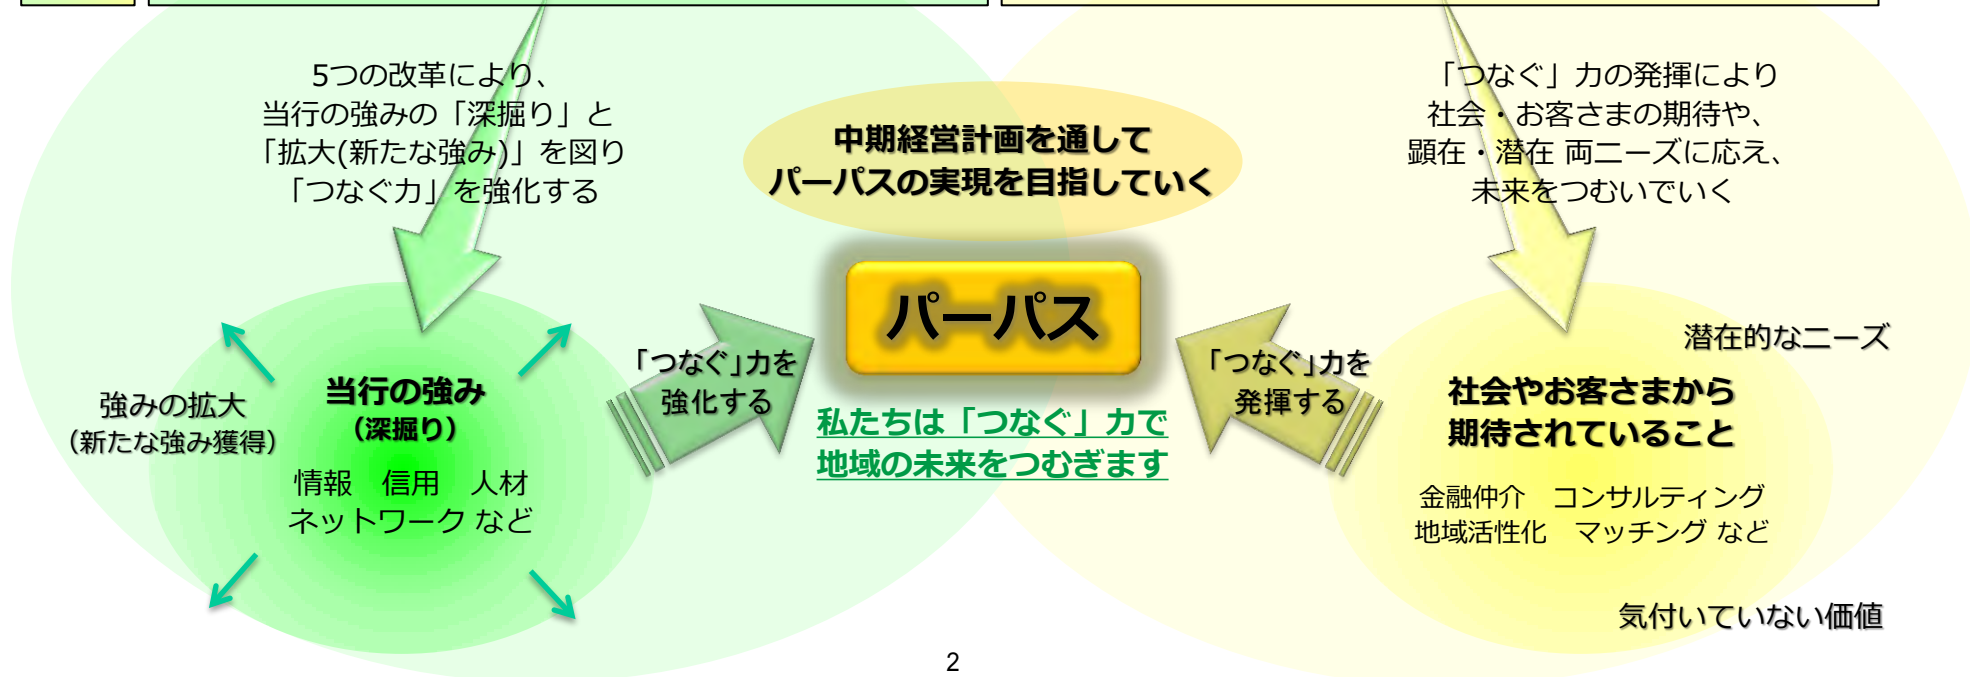 5つの改革により、
当行の強みの「深掘り」と
「拡大(新たな強み)」を図り
「つなぐ力」を強化する
中期経営計画を通して
パーパスの実現を目指していく
「つなぐ」力の発揮により
社会・お客さまの期待や、
顕在・潜在 両ニーズに応え、
未来をつむいでいく
パーパス
私たちは「つなぐ」力で
地域の未来をつむぎます
「つなぐ」力を
強化する
「つなぐ」力を
発揮する
強みの拡大
（新たな強み獲得）
当行の強み
（深掘り）
情報　信用　人材
ネットワーク など
潜在的なニーズ
社会やお客さまから
期待されていること
金融仲介　コンサルティング
地域活性化　マッチング など
気付いていない価値
2